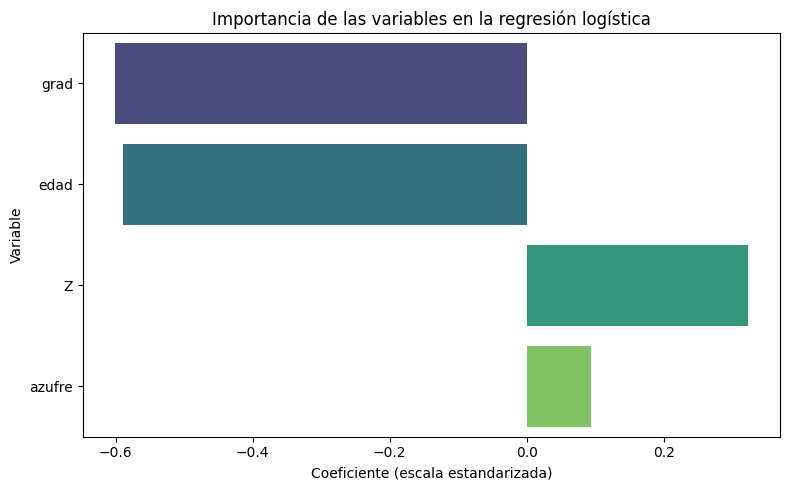 Importancia de las variables en la regresión logística
Variable
grad
edad
Z
azufre
−0.6 −0.4 −0.2 0.0 0.2
Coeficiente (escala estandarizada)